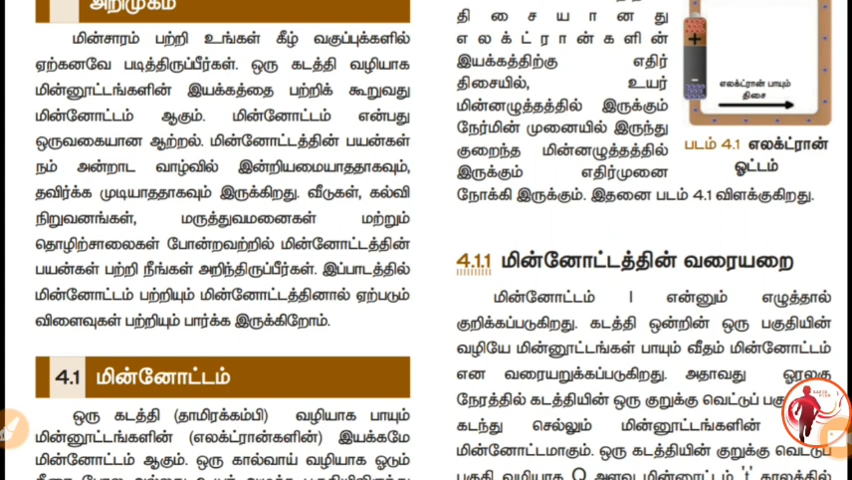 அறிமுகம்
மின்சாரம் பற்றி உங்கள் கீழ் வகுப்புக்களில்
ஏற்கனவே படித்திருப்பீர்கள். ஒரு கடத்தி வழியாக
மின்னூட்டங்களின் இயக்கத்தை பற்றிக் கூறுவது
மின்னோட்டம் ஆகும். மின்னோட்டம் என்பது
ஒருவகையான ஆற்றல். மின்னோட்டத்தின் பயன்கள்
நம் அன்றாட வாழ்வில் இன்றியமையாததாகவும்,
தவிர்க்க முடியாததாகவும் இருக்கிறது. வீடுகள், கல்வி
நிறுவனங்கள், மருத்துவமனைகள் மற்றும்
தொழிற்சாலைகள் போன்றவற்றில் மின்னோட்டத்தின்
பயன்கள் பற்றி நீங்கள் அறிந்திருப்பீர்கள். இப்பாடத்தில்
மின்னோட்டம் பற்றியும் மின்னோட்டத்தினால் ஏற்படும்
விளைவுகள் பற்றியும் பார்க்க இருக்கிறோம்.
4.1 மின்னோட்டம்
ஒரு கடத்தி (தாமிரக்கம்பி) வழியாக பாயும்
மின்னூட்டங்களின் (எலக்ட்ரான்களின்) இயக்கமே
மின்னோட்டம் ஆகும். ஒரு கால்வாய் வழியாக ஓடும்
திசையானது
எலக்ட்ரான்களின்
இயக்கத்திற்கு எதிர்
திசையில், உயர்
மின்னழுத்தத்தில் இருக்கும்
நேர்மின் முனையில் இருந்து
குறைந்த மின்னழுத்தத்தில்
இருக்கும் எதிர்முனை
நோக்கி இருக்கும். இதனை படம் 4.1 விளக்குகிறது.
+
எலக்ட்ரான் பாயும்
திசை
படம் 4.1 எலக்ட்ரான்
ஓட்டம்
4.1.1 மின்னோட்டத்தின் வரையறை
மின்னோட்டம் I என்னும் எழுத்தால்
குறிக்கப்படுகிறது. கடத்தி ஒன்றின் ஒரு பகுதியின்
வழியே மின்னூட்டங்கள் பாயும் வீதம் மின்னோட்டம்
என வரையறுக்கப்படுகிறது. அதாவது ஓரலகு
நேரத்தில் கடத்தியின் ஒரு குறுக்கு வெட்டுப்
கடந்து செல்லும் மின்னூட்டங்களின்
மின்னோட்டமாகும். ஒரு கடத்தியின் குறுக்கு வெட்டுப்
பகுதி வழியாக Q அளவு மின்னூட்டம் 't' காலத்தில்